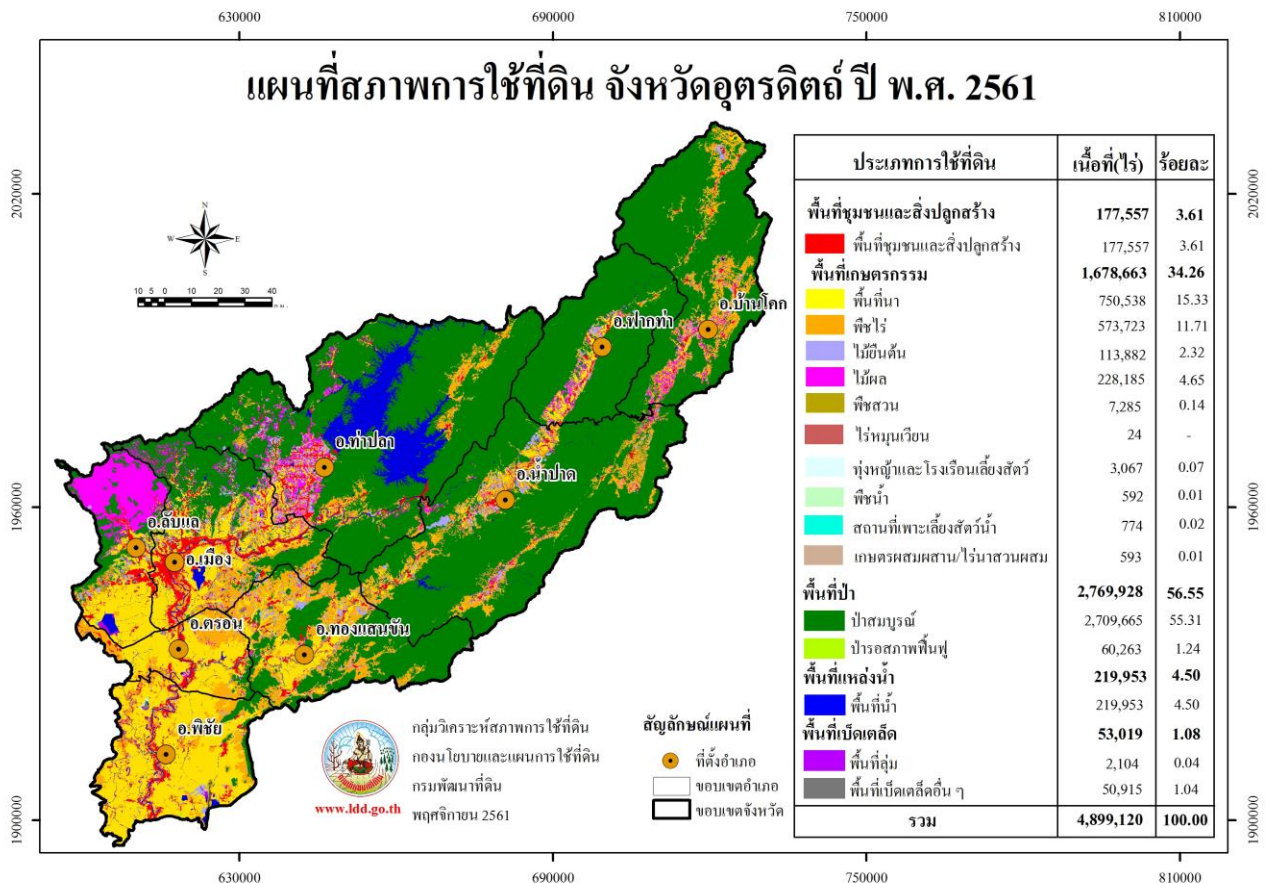 630000 690000 750000 810000
แผนที่สภาพการใช้ที่ดิน จังหวัดอุตรดิตถ์ ปี พ.ศ. 2561
2020000
1960000
1900000
N
W E
S
10 5 0 10 20 30 40
อ.บ้านโคก
อ.ฟากท่า
อ.ท่าปลา
อ.น้ำปาด
อ.ลับแล
อ.เมือง
อ.ตรอน
อ.ทองแสนขัน
อ.พิชัย
ประเภทการใช้ที่ดิน เนื้อที่(ไร่) ร้อยละ
พื้นที่ชุมชนและสิ่งปลูกสร้าง 177,557 3.61
พื้นที่ชุมชนและสิ่งปลูกสร้าง 177,557 3.61
พื้นที่เกษตรกรรม 1,678,663 34.26
พื้นที่นา 750,538 15.33
พืชไร่ 573,723 11.71
ไม้ยืนต้น 113,882 2.32
ไม้ผล 228,185 4.65
พืชสวน 7,285 0.14
ไร่หมุนเวียน 24 -
ทุ่งหญ้าและโรงเรือนเลี้ยงสัตว์ 3,067 0.07
พืชน้ำ 592 0.01
สถานที่เพาะเลี้ยงสัตว์น้ำ 774 0.02
เกษตรผสมผสาน/ไร่นาสวนผสม 593 0.01
พื้นที่ป่า 2,769,928 56.55
ป่าสมบูรณ์ 2,709,665 55.31
ป่ารอสภาพฟื้นฟู 60,263 1.24
พื้นที่แหล่งน้ำ 219,953 4.50
พื้นที่น้ำ 219,953 4.50
พื้นที่เบ็ดเตล็ด 53,019 1.08
พื้นที่ลุ่ม 2,104 0.04
พื้นที่เบ็ดเตล็ดอื่น ๆ 50,915 1.04
รวม 4,899,120 100.00
กลุ่มวิเคราะห์สภาพการใช้ที่ดิน
กองนโยบายและแผนการใช้ที่ดิน
กรมพัฒนาที่ดิน
พฤศจิกายน 2561
www.ldd.go.th
สัญลักษณ์แผนที่
ที่ตั้งอำเภอ
ขอบเขตอำเภอ
ขอบเขตจังหวัด
2020000
1960000
1900000
630000 690000 750000 810000